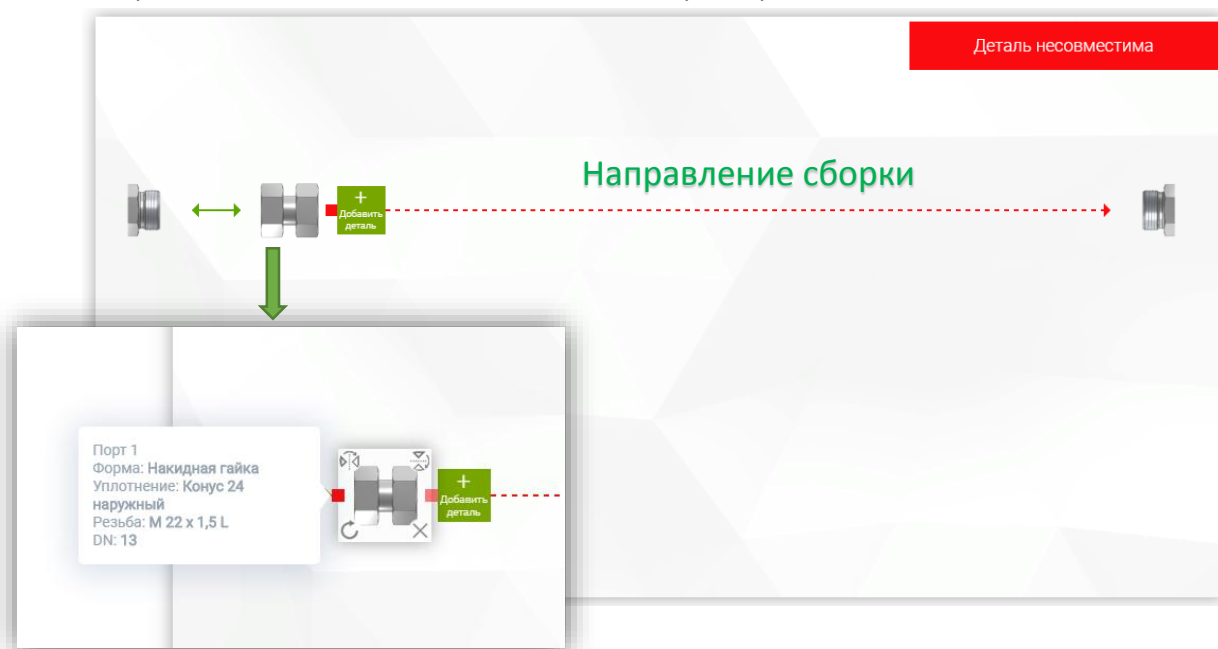 Деталь несовместима
Направление сборки
+
Добавить
деталь
Порт 1
Форма: Накидная гайка
Уплотнение: Конус 24
наружный
Резьба: M 22 x 1,5 L
DN: 13
+
Добавить
деталь